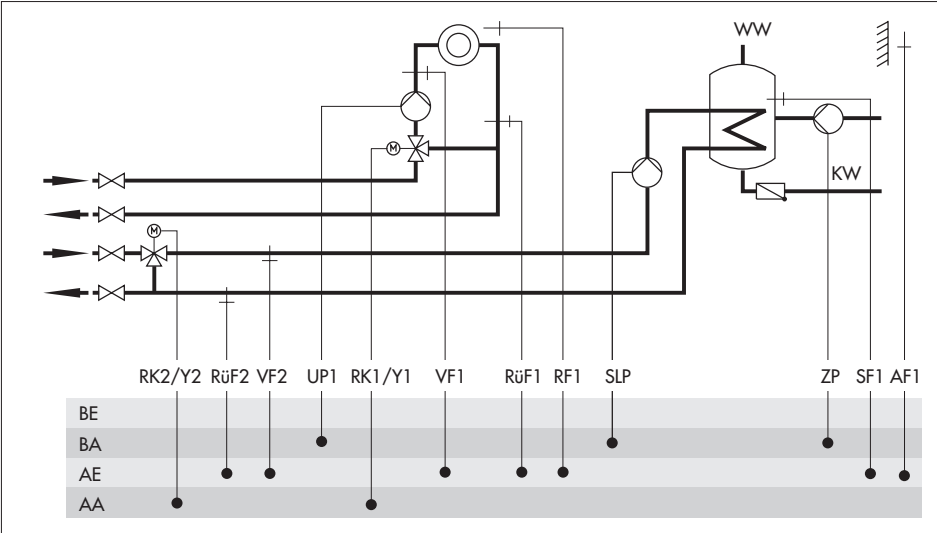 WW
M
KW
M
RK2/Y2 RüF2 VF2 UP1 RK1/Y1 VF1 RüF1 RF1 SLP ZP SF1 AF1
BE
BA
AE
AA